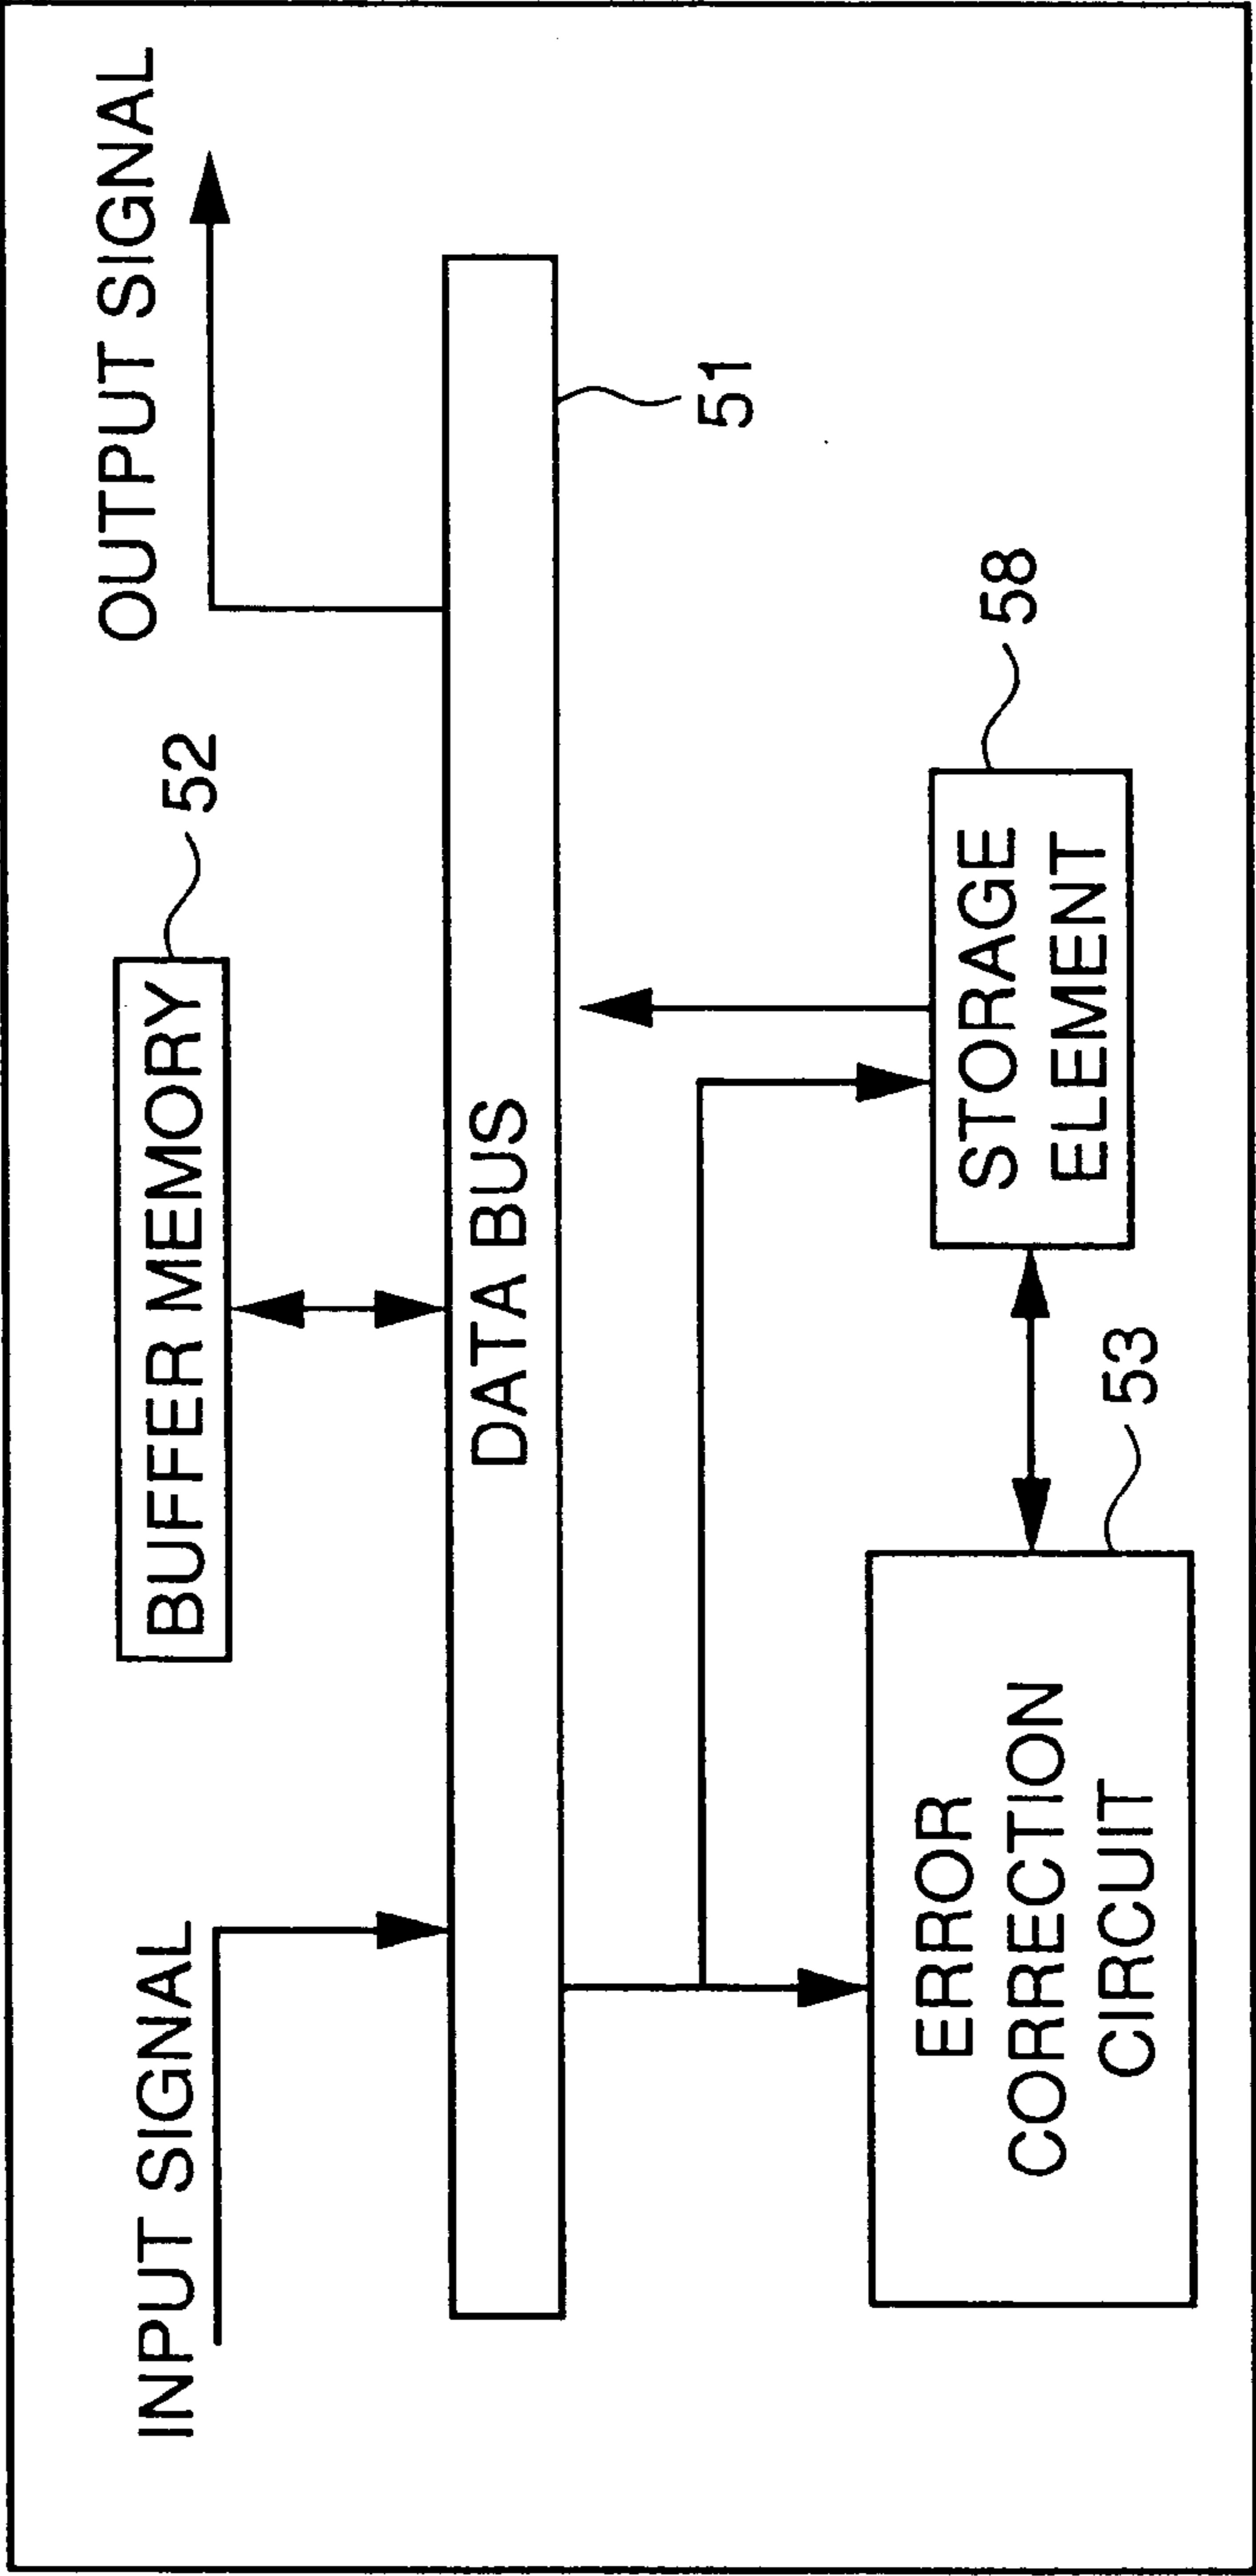 INPUT SIGNAL
OUTPUT SIGNAL
BUFFER MEMORY
52
DATA BUS
51
ERROR
CORRECTION
CIRCUIT
53
STORAGE
ELEMENT
58